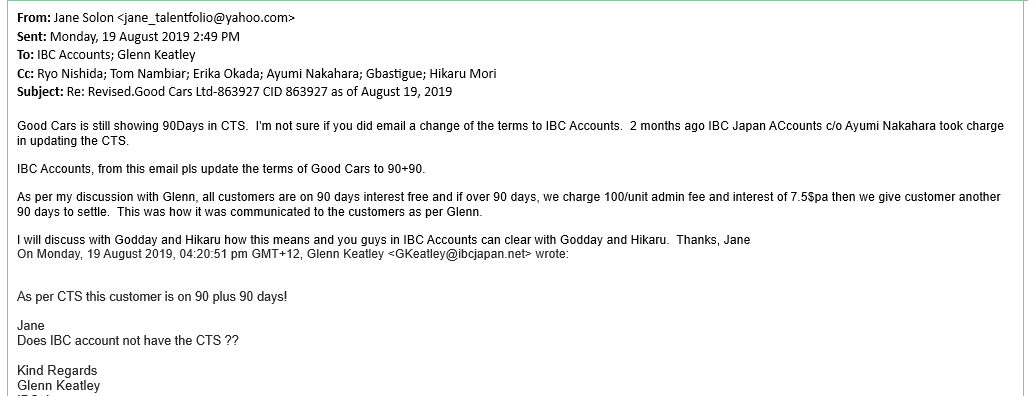 From: Jane Solon <jane_talentfolio@yahoo.com>
Sent: Monday, 19 August 2019 2:49 PM
To: IBC Accounts; Glenn Keatley
Cc: Ryo Nishida; Tom Nambiar; Erika Okada; Ayumi Nakahara; Gbastigue; Hikaru Mori
Subject: Re: Revised.Good Cars Ltd-863927 CID 863927 as of August 19, 2019
Good Cars is still showing 90Days in CTS.  I'm not sure if you did email a change of the terms to IBC Accounts.  2 months ago IBC Japan ACcounts c/o Ayumi Nakahara took charge
in updating the CTS.
IBC Accounts, from this email pls update the terms of Good Cars to 90+90.
As per my discussion with Glenn, all customers are on 90 days interest free and if over 90 days, we charge 100/unit admin fee and interest of 7.5$pa then we give customer another
90 days to settle.  This was how it was communicated to the customers as per Glenn.
I will discuss with Godday and Hikaru how this means and you guys in IBC Accounts can clear with Godday and Hikaru.  Thanks, Jane
On Monday, 19 August 2019, 04:20:51 pm GMT+12, Glenn Keatley <GKeatley@ibcjapan.net> wrote:
As per CTS this customer is on 90 plus 90 days!
Jane
Does IBC account not have the CTS ??
Kind Regards
Glenn Keatley